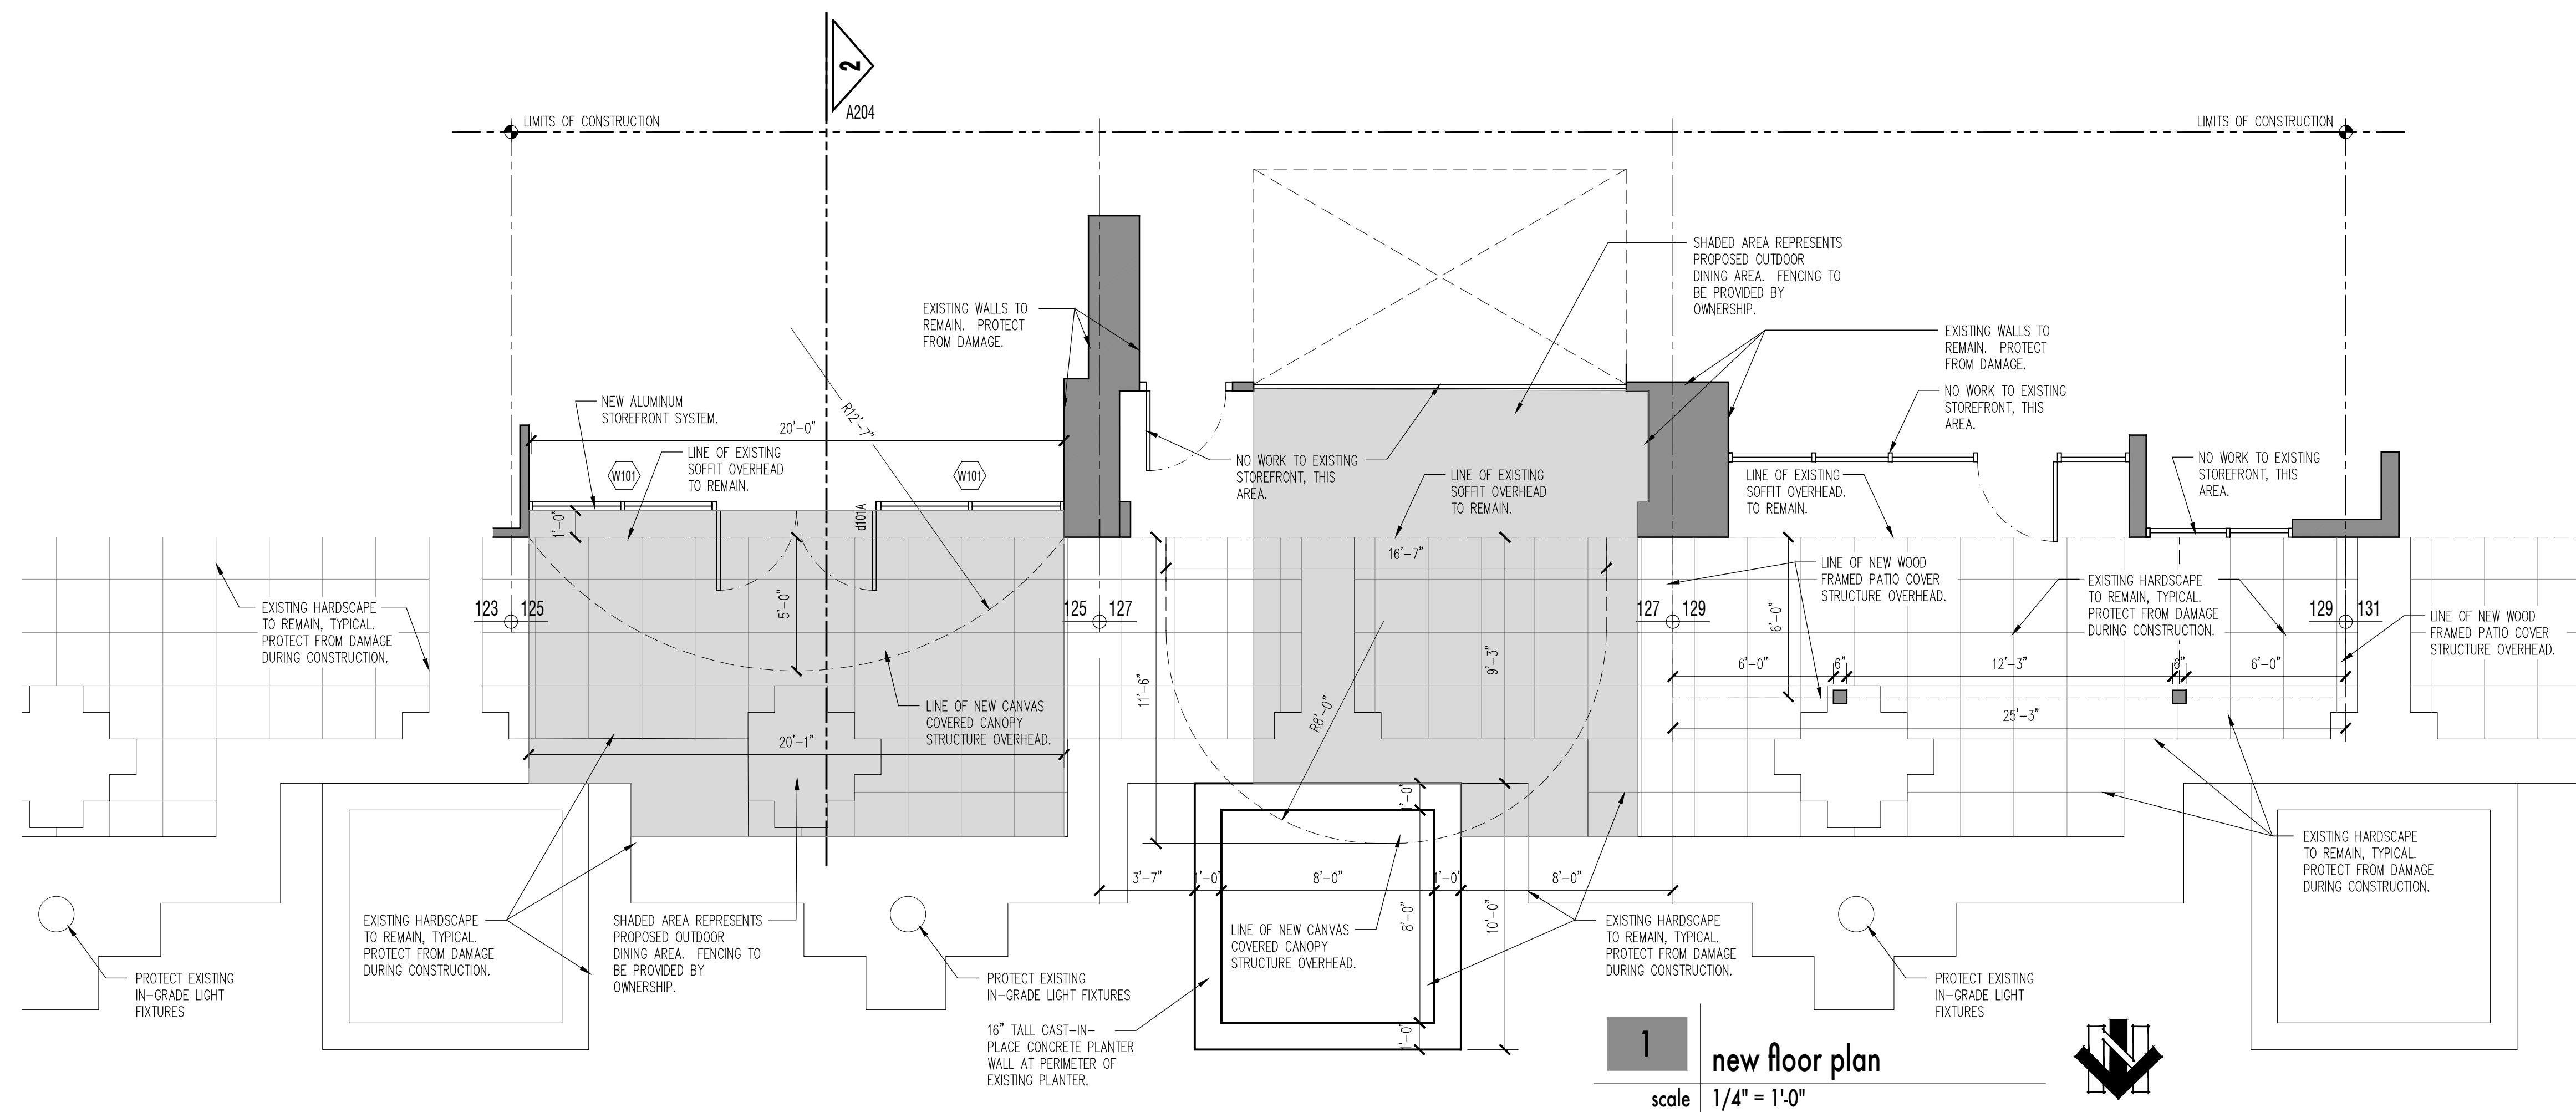 2
A204
LIMITS OF CONSTRUCTION
LIMITS OF CONSTRUCTION
SHADED AREA REPRESENTS
PROPOSED OUTDOOR
DINING AREA. FENCING TO
BE PROVIDED BY
OWNERSHIP.
EXISTING WALLS TO
REMAIN. PROTECT
FROM DAMAGE.
EXISTING WALLS TO
REMAIN. PROTECT
FROM DAMAGE.
NO WORK TO EXISTING
STOREFRONT, THIS
AREA.
NEW ALUMINUM
STOREFRONT SYSTEM.
20'-0"
R12'-7"
LINE OF EXISTING
SOFFIT OVERHEAD
TO REMAIN.
W101
W101
NO WORK TO EXISTING
STOREFRONT, THIS
AREA.
LINE OF EXISTING
SOFFIT OVERHEAD
TO REMAIN.
LINE OF EXISTING
SOFFIT OVERHEAD.
TO REMAIN.
NO WORK TO EXISTING
STOREFRONT, THIS
AREA.
1'-0"
d101A
16'-7"
LINE OF NEW WOOD
FRAMED PATIO COVER
STRUCTURE OVERHEAD.
EXISTING HARDSCAPE
TO REMAIN, TYPICAL.
PROTECT FROM DAMAGE
DURING CONSTRUCTION.
EXISTING HARDSCAPE
TO REMAIN, TYPICAL.
PROTECT FROM DAMAGE
DURING CONSTRUCTION.
123 125
5'-0"
125 127
127 129
6'-0"
129 131
LINE OF NEW WOOD
FRAMED PATIO COVER
STRUCTURE OVERHEAD.
11'-6"
9'-3"
R8'-0"
6'-0"
6"
12'-3"
6"
6'-0"
25'-3"
LINE OF NEW CANVAS
COVERED CANOPY
STRUCTURE OVERHEAD.
20'-1"
1'-0"
3'-7"
1'-0"
8'-0"
1'-0"
8'-0"
8'-0"
10'-0"
1'-0"
EXISTING HARDSCAPE
TO REMAIN, TYPICAL.
PROTECT FROM DAMAGE
DURING CONSTRUCTION.
EXISTING HARDSCAPE
TO REMAIN, TYPICAL.
PROTECT FROM DAMAGE
DURING CONSTRUCTION.
SHADED AREA REPRESENTS
PROPOSED OUTDOOR
DINING AREA. FENCING TO
BE PROVIDED BY
OWNERSHIP.
LINE OF NEW CANVAS
COVERED CANOPY
STRUCTURE OVERHEAD.
EXISTING HARDSCAPE
TO REMAIN, TYPICAL.
PROTECT FROM DAMAGE
DURING CONSTRUCTION.
PROTECT EXISTING
IN-GRADE LIGHT
FIXTURES
PROTECT EXISTING
IN-GRADE LIGHT FIXTURES
PROTECT EXISTING
IN-GRADE LIGHT
FIXTURES
16" TALL CAST-IN-
PLACE CONCRETE PLANTER
WALL AT PERIMETER OF
EXISTING PLANTER.
1
new floor plan
scale 1/4" = 1'-0"
N